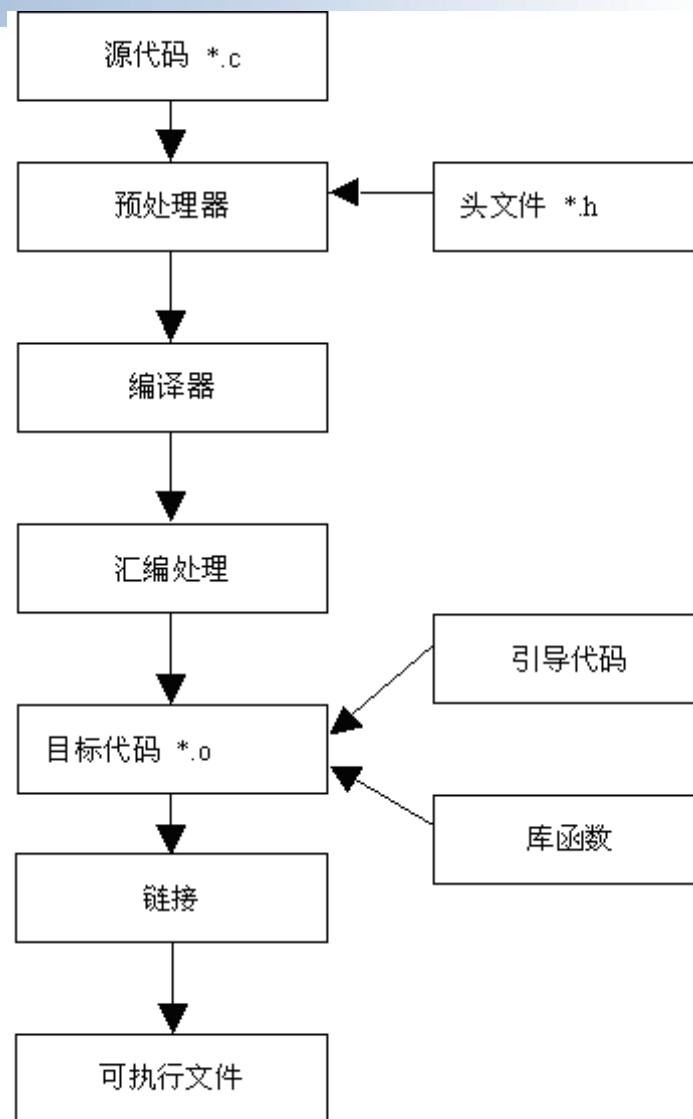 源代码 *.c
预处理器
头文件 *.h
编译器
汇编处理
引导代码
目标代码 *.o
库函数
链接
可执行文件